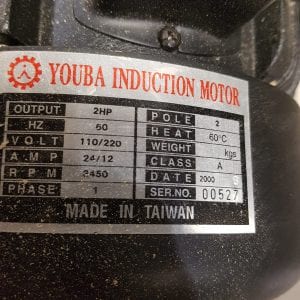 YOUBA INDUCTION MOTOR
OUTPUT 2HP POLE 2
HZ 60 HEAT 60°C
VOLT 110/220 WEIGHT kgs
AMP 24/12 CLASS A
RPM 3450 DATE 2000
PHASE 1 SER.NO. 00527
MADE IN TAIWAN